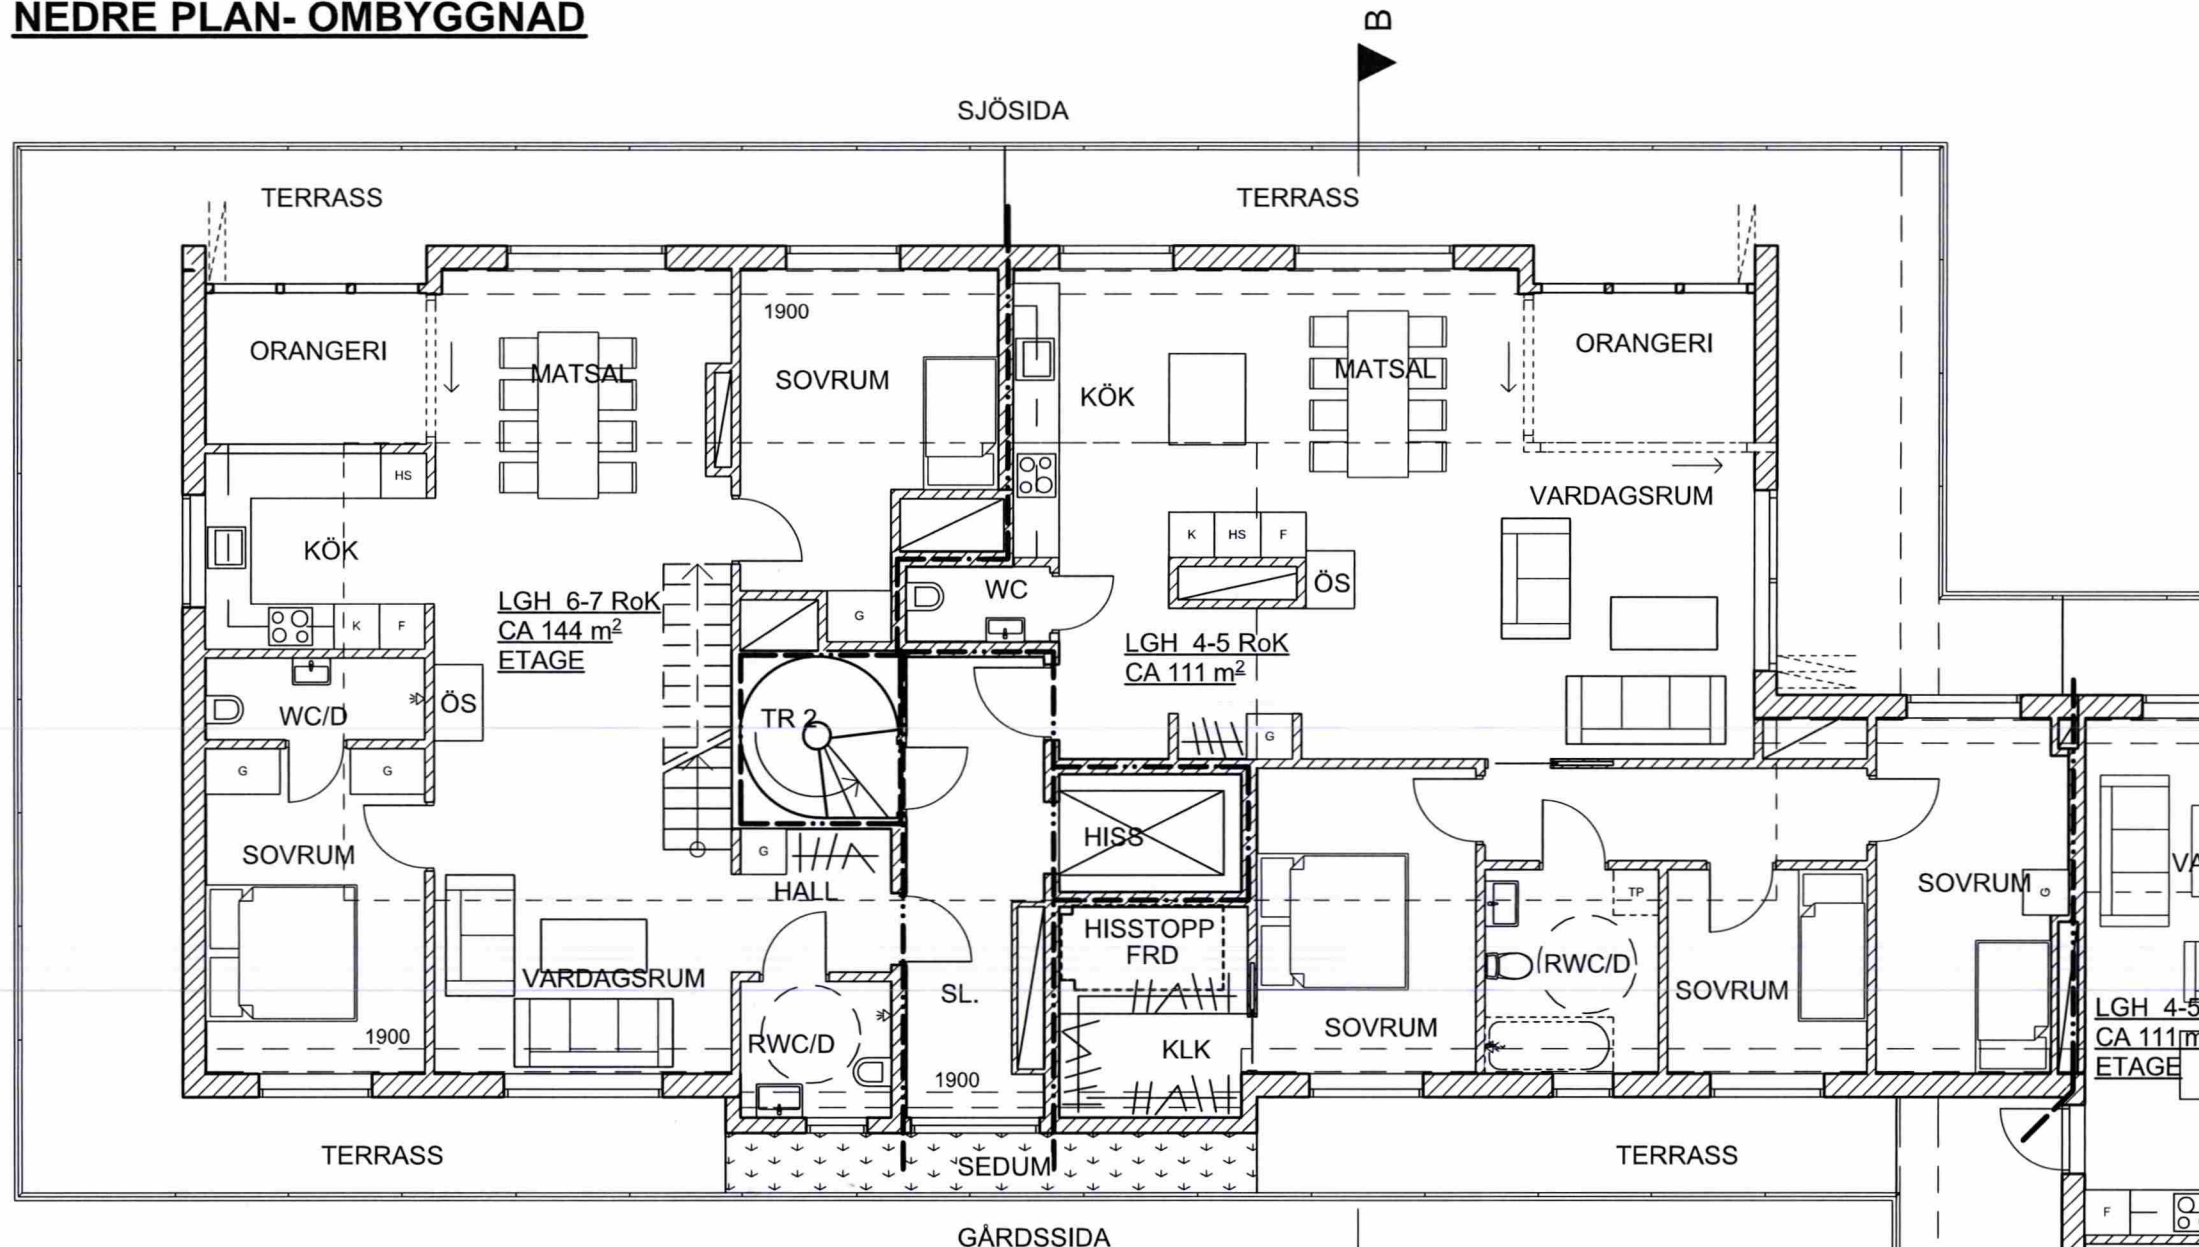 NEDRE PLAN- OMBYGGNAD
B
SJÖSIDA
TERRASS
TERRASS
1900
ORANGERI
MATSAL
SOVRUM
KÖK
MATSAL
ORANGERI
HS
VARDAGSRUM
K
HS
F
KÖK
ÖS
WC
LGH 6-7 RoK
CA 144 m²
ETAGE
G
K
F
LGH 4-5 RoK
CA 111 m²
ÖS
WC/D
TR 2
G
G
G
SOVRUM
G
HISS
HALL
SOVRUM
G
VA
TP
HISSTOPP
FRD
VARDAGSRUM
SL.
RWC/D
SOVRUM
1900
RWC/D
KLK
SOVRUM
LGH 4-5
CA 111 m
ETAGE
1900
TERRASS
SEDUM
TERRASS
F
GÅRDSSIDA